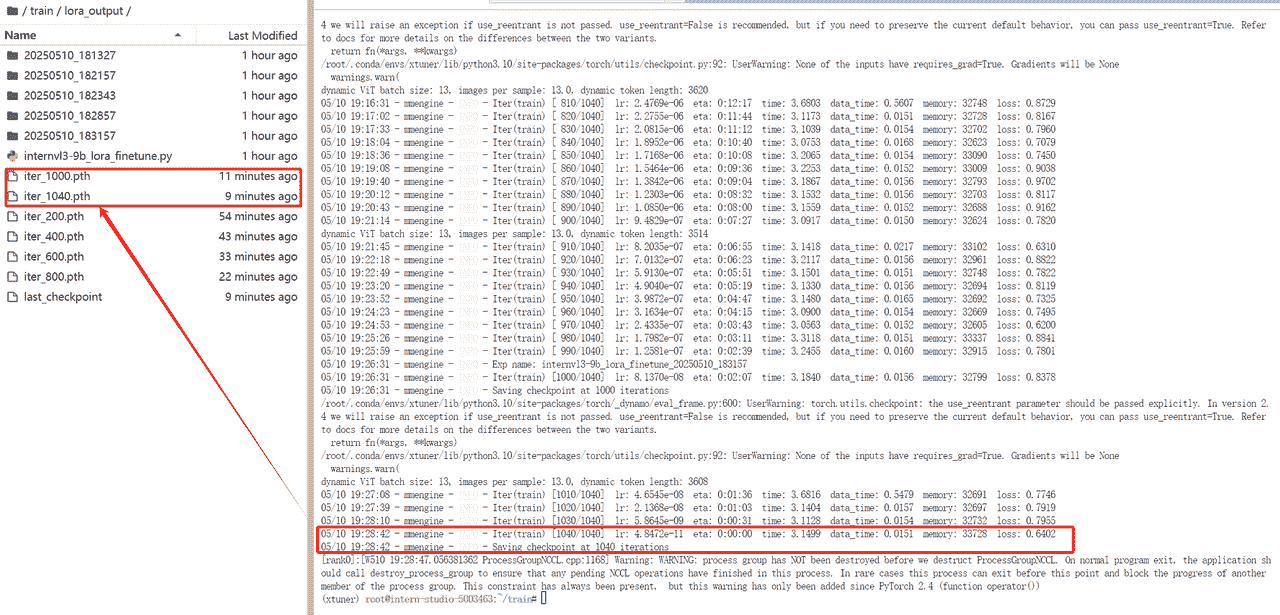 / train / lora_output /
Name Last Modified
20250510_181327 1 hour ago
20250510_182157 1 hour ago
20250510_182343 1 hour ago
20250510_182857 1 hour ago
20250510_183157 1 hour ago
internvl3-9b_lora_finetune.py 1 hour ago
iter_1000.pth 11 minutes ago
iter_1040.pth 9 minutes ago
iter_200.pth 54 minutes ago
iter_400.pth 43 minutes ago
iter_600.pth 33 minutes ago
iter_800.pth 22 minutes ago
last_checkpoint 9 minutes ago
4 we will raise an exception if use_reentrant is not passed. use_reentrant=False is recommended, but if you need to preserve the current default behavior, you can pass use_reentrant=True. Refer
to docs for more details on the differences between the two variants.
return fn(*args, **kwargs)
/root/.conda/envs/xtuner/lib/python3.10/site-packages/torch/utils/checkpoint.py:92: UserWarning: None of the inputs have requires_grad=True. Gradients will be None
warnings.warn(
dynamic ViT batch size: 13, images per sample: 13.0, dynamic token length: 3620
05/10 19:16:31 - mmengine - INFO - Iter(train) [ 810/1040] lr: 2.4769e-06 eta: 0:12:17 time: 3.6803 data_time: 0.5607 memory: 32748 loss: 0.8729
05/10 19:17:02 - mmengine - INFO - Iter(train) [ 820/1040] lr: 2.2755e-06 eta: 0:11:44 time: 3.1173 data_time: 0.0151 memory: 32728 loss: 0.8167
05/10 19:17:33 - mmengine - INFO - Iter(train) [ 830/1040] lr: 2.0815e-06 eta: 0:11:12 time: 3.1039 data_time: 0.0154 memory: 32702 loss: 0.7960
05/10 19:18:04 - mmengine - INFO - Iter(train) [ 840/1040] lr: 1.8952e-06 eta: 0:10:40 time: 3.0753 data_time: 0.0168 memory: 32623 loss: 0.7079
05/10 19:18:36 - mmengine - INFO - Iter(train) [ 850/1040] lr: 1.7168e-06 eta: 0:10:08 time: 3.2065 data_time: 0.0154 memory: 33090 loss: 0.7450
05/10 19:19:08 - mmengine - INFO - Iter(train) [ 860/1040] lr: 1.5464e-06 eta: 0:09:36 time: 3.2253 data_time: 0.0152 memory: 33009 loss: 0.9038
05/10 19:19:40 - mmengine - INFO - Iter(train) [ 870/1040] lr: 1.3842e-06 eta: 0:09:04 time: 3.1867 data_time: 0.0156 memory: 32793 loss: 0.9702
05/10 19:20:12 - mmengine - INFO - Iter(train) [ 880/1040] lr: 1.2303e-06 eta: 0:08:32 time: 3.1532 data_time: 0.0152 memory: 32703 loss: 0.8117
05/10 19:20:43 - mmengine - INFO - Iter(train) [ 890/1040] lr: 1.0850e-06 eta: 0:08:00 time: 3.1559 data_time: 0.0152 memory: 32688 loss: 0.9162
05/10 19:21:14 - mmengine - INFO - Iter(train) [ 900/1040] lr: 9.4829e-07 eta: 0:07:27 time: 3.0917 data_time: 0.0150 memory: 32624 loss: 0.7820
dynamic ViT batch size: 13, images per sample: 13.0, dynamic token length: 3514
05/10 19:21:45 - mmengine - INFO - Iter(train) [ 910/1040] lr: 8.2035e-07 eta: 0:06:55 time: 3.1418 data_time: 0.0217 memory: 33102 loss: 0.6310
05/10 19:22:18 - mmengine - INFO - Iter(train) [ 920/1040] lr: 7.0132e-07 eta: 0:06:23 time: 3.2117 data_time: 0.0156 memory: 32961 loss: 0.8822
05/10 19:22:49 - mmengine - INFO - Iter(train) [ 930/1040] lr: 5.9130e-07 eta: 0:05:51 time: 3.1501 data_time: 0.0151 memory: 32748 loss: 0.7822
05/10 19:23:20 - mmengine - INFO - Iter(train) [ 940/1040] lr: 4.9040e-07 eta: 0:05:19 time: 3.1330 data_time: 0.0156 memory: 32694 loss: 0.8119
05/10 19:23:52 - mmengine - INFO - Iter(train) [ 950/1040] lr: 3.9872e-07 eta: 0:04:47 time: 3.1480 data_time: 0.0165 memory: 32692 loss: 0.7325
05/10 19:24:23 - mmengine - INFO - Iter(train) [ 960/1040] lr: 3.1634e-07 eta: 0:04:15 time: 3.0900 data_time: 0.0154 memory: 32669 loss: 0.7495
05/10 19:24:53 - mmengine - INFO - Iter(train) [ 970/1040] lr: 2.4335e-07 eta: 0:03:43 time: 3.0563 data_time: 0.0152 memory: 32605 loss: 0.6200
05/10 19:25:26 - mmengine - INFO - Iter(train) [ 980/1040] lr: 1.7982e-07 eta: 0:03:11 time: 3.3118 data_time: 0.0151 memory: 33337 loss: 0.8841
05/10 19:25:59 - mmengine - INFO - Iter(train) [ 990/1040] lr: 1.2581e-07 eta: 0:02:39 time: 3.2455 data_time: 0.0160 memory: 32915 loss: 0.7801
05/10 19:26:31 - mmengine - INFO - Exp name: internvl3-9b_lora_finetune_20250510_183157
05/10 19:26:31 - mmengine - INFO - Iter(train) [1000/1040] lr: 8.1370e-08 eta: 0:02:07 time: 3.1840 data_time: 0.0156 memory: 32799 loss: 0.8378
05/10 19:26:31 - mmengine - INFO - Saving checkpoint at 1000 iterations
/root/.conda/envs/xtuner/lib/python3.10/site-packages/torch/_dynamo/eval_frame.py:600: UserWarning: torch.utils.checkpoint: the use_reentrant parameter should be passed explicitly. In version 2.
4 we will raise an exception if use_reentrant is not passed. use_reentrant=False is recommended, but if you need to preserve the current default behavior, you can pass use_reentrant=True. Refer
to docs for more details on the differences between the two variants.
return fn(*args, **kwargs)
/root/.conda/envs/xtuner/lib/python3.10/site-packages/torch/utils/checkpoint.py:92: UserWarning: None of the inputs have requires_grad=True. Gradients will be None
warnings.warn(
dynamic ViT batch size: 13, images per sample: 13.0, dynamic token length: 3608
05/10 19:27:08 - mmengine - INFO - Iter(train) [1010/1040] lr: 4.6545e-08 eta: 0:01:36 time: 3.6816 data_time: 0.5479 memory: 32691 loss: 0.7746
05/10 19:27:39 - mmengine - INFO - Iter(train) [1020/1040] lr: 2.1368e-08 eta: 0:01:03 time: 3.1404 data_time: 0.0157 memory: 32697 loss: 0.7919
05/10 19:28:10 - mmengine - INFO - Iter(train) [1030/1040] lr: 5.8645e-09 eta: 0:00:31 time: 3.1128 data_time: 0.0154 memory: 32732 loss: 0.7955
05/10 19:28:42 - mmengine - INFO - Iter(train) [1040/1040] lr: 4.8472e-11 eta: 0:00:00 time: 3.1499 data_time: 0.0151 memory: 33728 loss: 0.6402
05/10 19:28:42 - mmengine - INFO - Saving checkpoint at 1040 iterations
[rank0]:[W510 19:28:47.056381362 ProcessGroupNCCL.cpp:1168] Warning: WARNING: process group has NOT been destroyed before we destruct ProcessGroupNCCL. On normal program exit, the application sh
ould call destroy_process_group to ensure that any pending NCCL operations have finished in this process. In rare cases this process can exit before this point and block the progress of another
member of the process group. This constraint has always been present, but this warning has only been added since PyTorch 2.4 (function operator())
(xtuner) root@intern-studio-5003463:~/train#